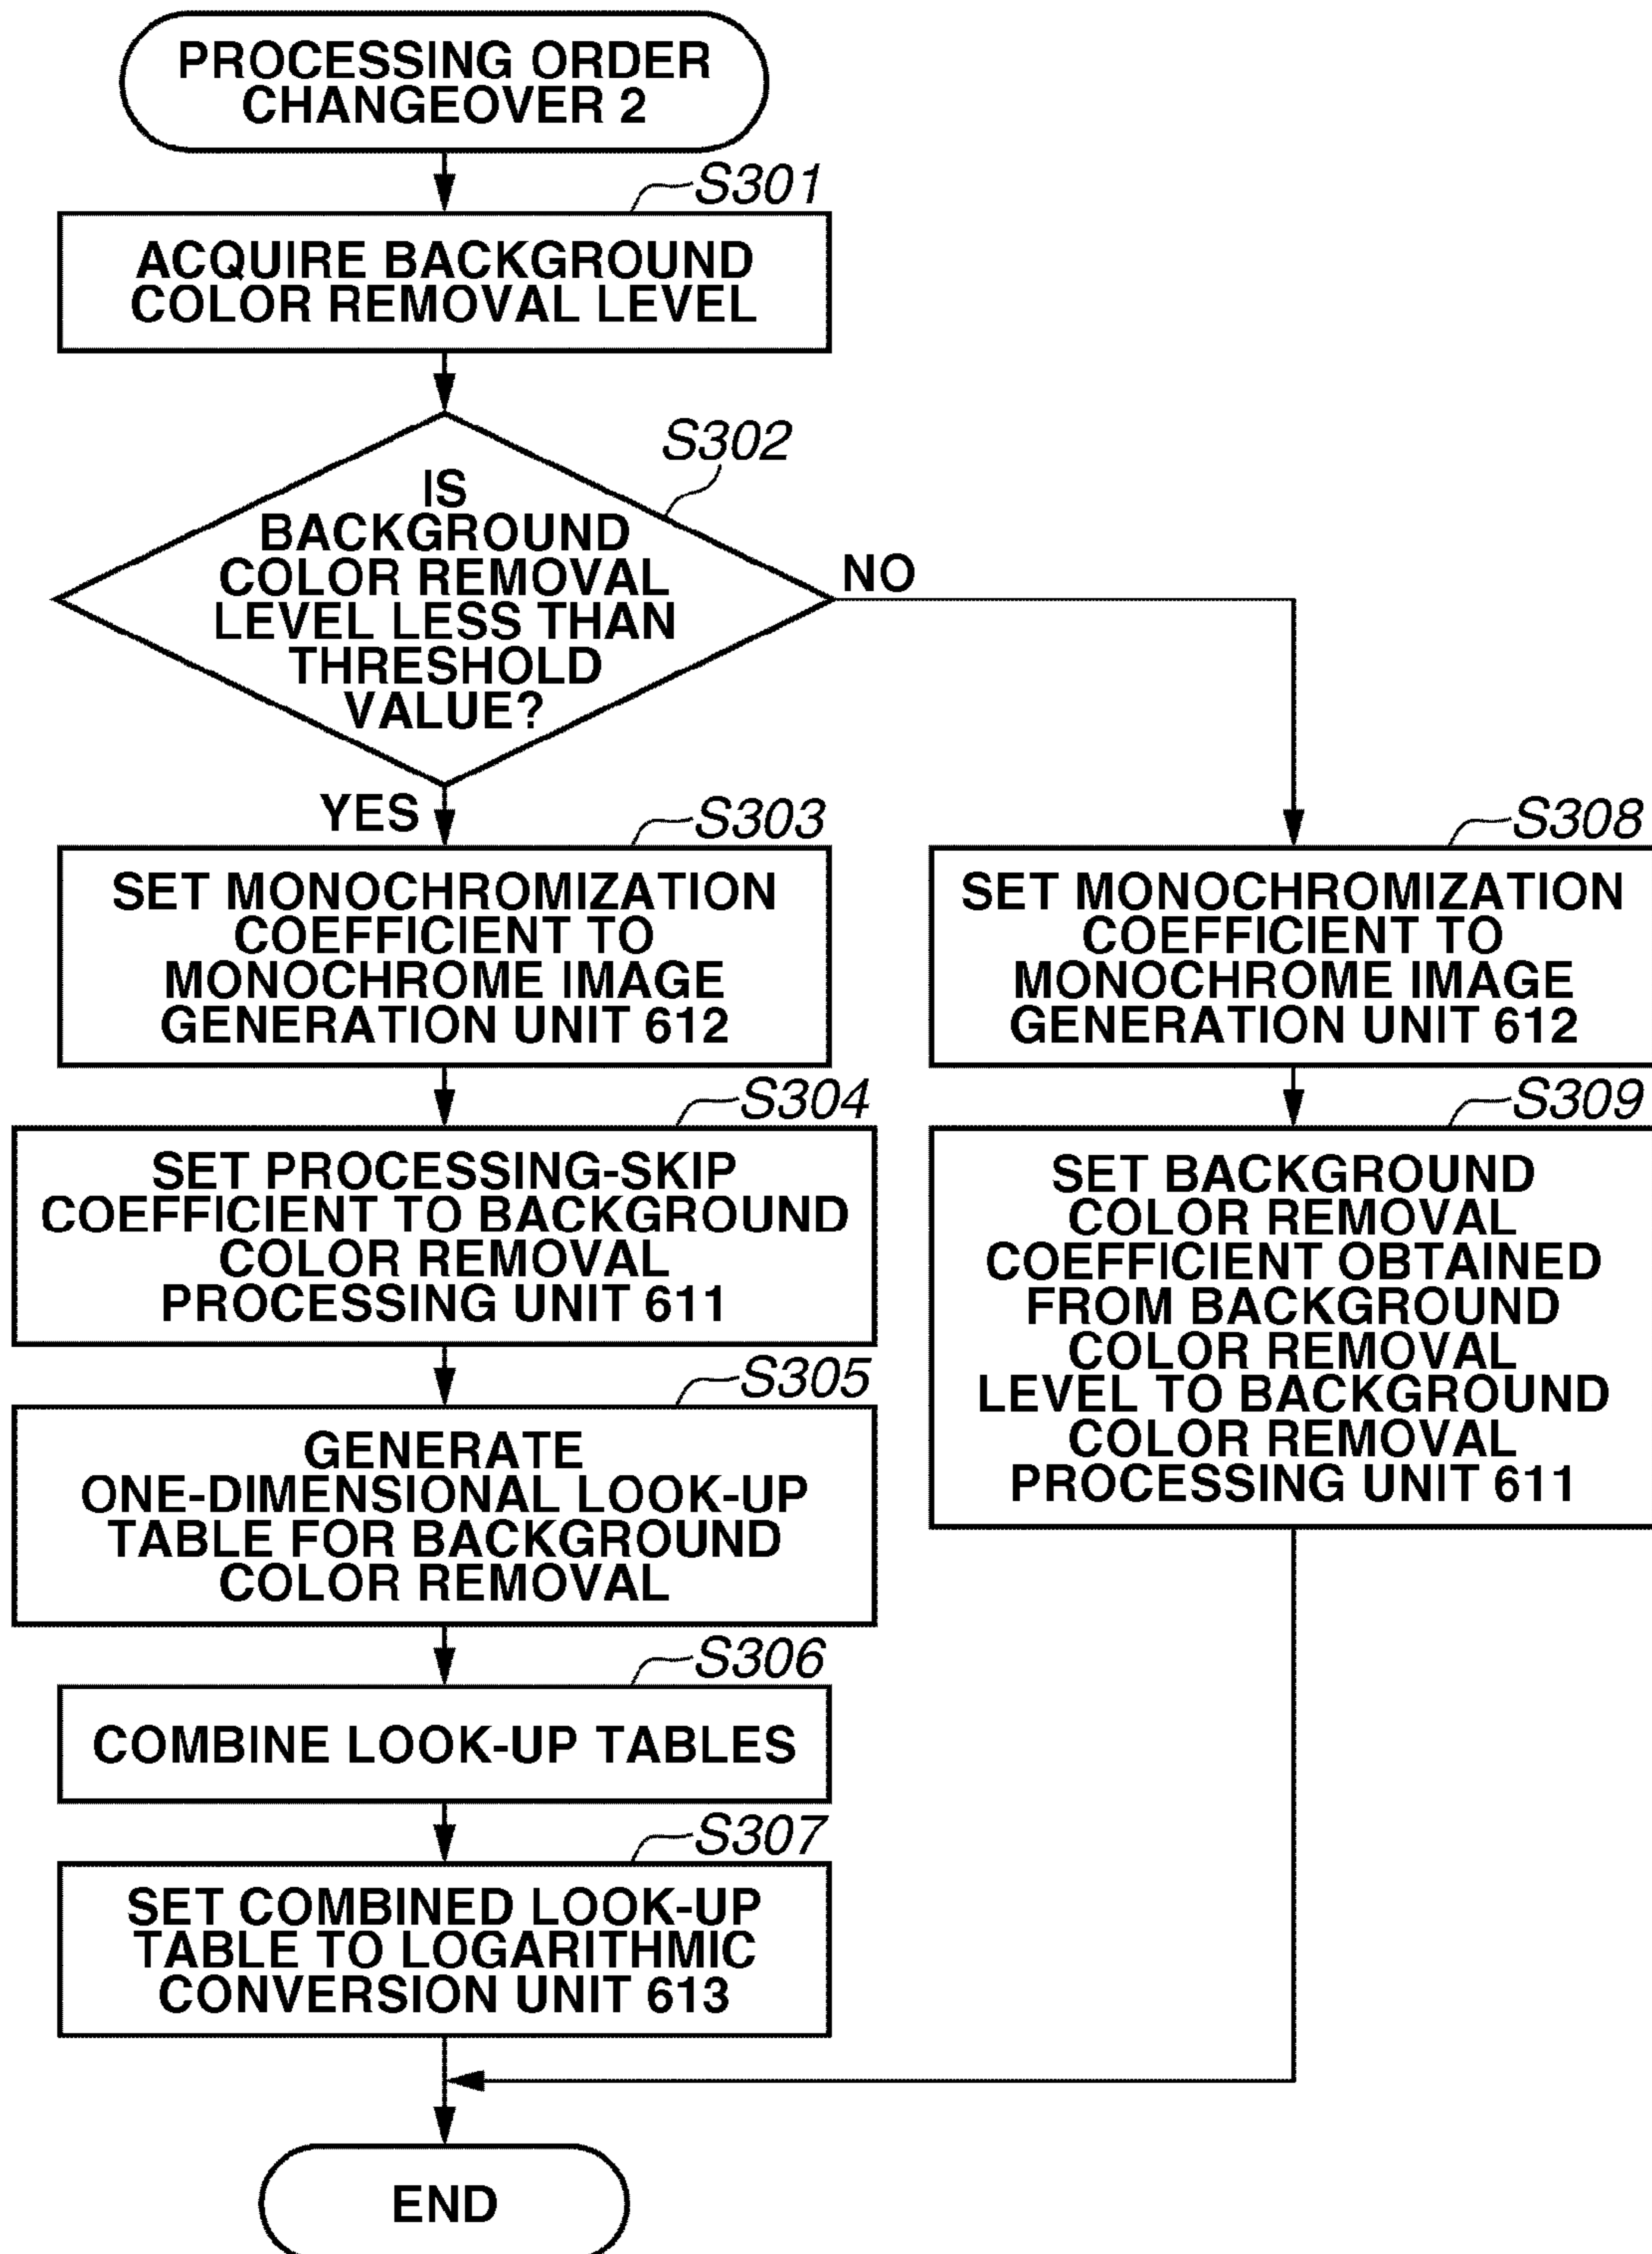 PROCESSING ORDER
CHANGEOVER 2
S301
ACQUIRE BACKGROUND
COLOR REMOVAL LEVEL
S302
IS
BACKGROUND
COLOR REMOVAL
LEVEL LESS THAN
THRESHOLD
VALUE?
NO
YES
S303
SET MONOCHROMIZATION
COEFFICIENT TO
MONOCHROME IMAGE
GENERATION UNIT 612
S304
SET PROCESSING-SKIP
COEFFICIENT TO BACKGROUND
COLOR REMOVAL
PROCESSING UNIT 611
S305
GENERATE
ONE-DIMENSIONAL LOOK-UP
TABLE FOR BACKGROUND
COLOR REMOVAL
S306
COMBINE LOOK-UP TABLES
S307
SET COMBINED LOOK-UP
TABLE TO LOGARITHMIC
CONVERSION UNIT 613
S308
SET MONOCHROMIZATION
COEFFICIENT TO
MONOCHROME IMAGE
GENERATION UNIT 612
S309
SET BACKGROUND
COLOR REMOVAL
COEFFICIENT OBTAINED
FROM BACKGROUND
COLOR REMOVAL
LEVEL TO BACKGROUND
COLOR REMOVAL
PROCESSING UNIT 611
END